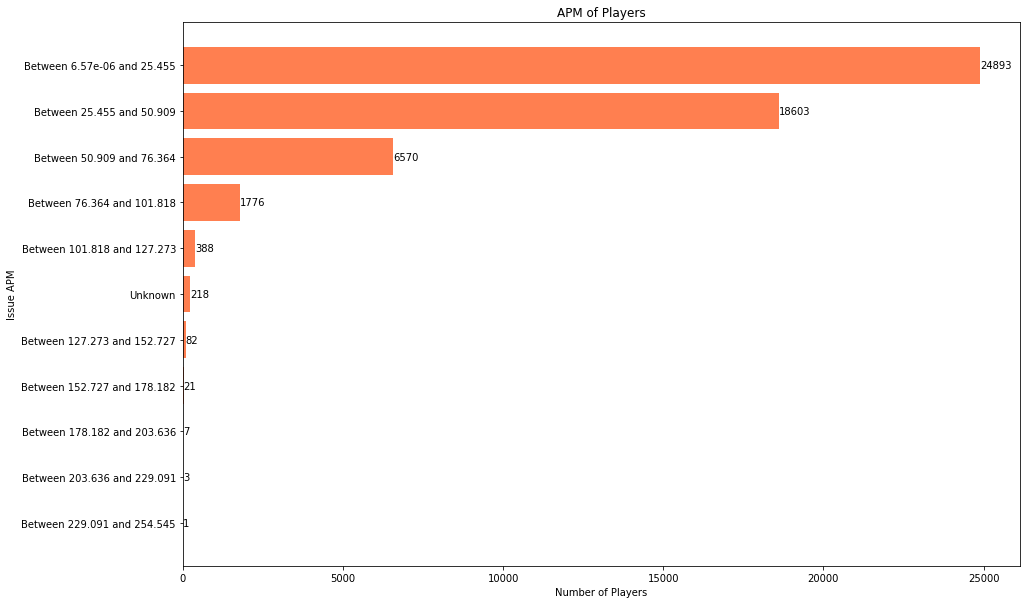 APM of Players
Between 6.57e-06 and 25.455
24893
Between 25.455 and 50.909
18603
Between 50.909 and 76.364
6570
Between 76.364 and 101.818
1776
Between 101.818 and 127.273
388
Unknown
218
Between 127.273 and 152.727
82
Between 152.727 and 178.182
21
Between 178.182 and 203.636
7
Between 203.636 and 229.091
3
Between 229.091 and 254.545
1
Issue APM
0 5000 10000 15000 20000 25000
Number of Players